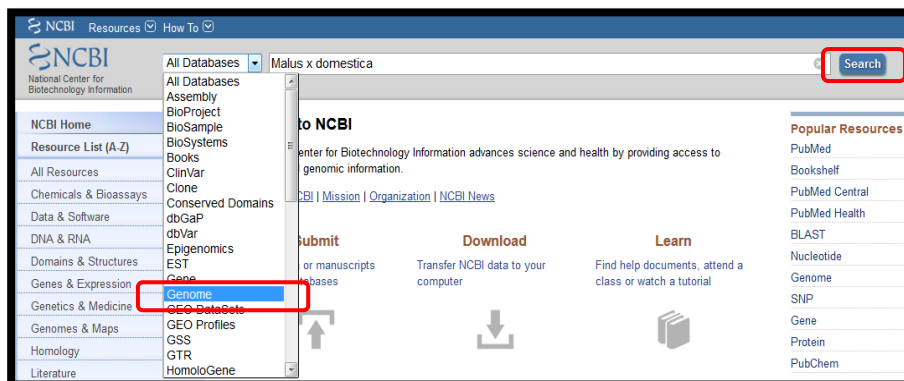 NCBI Resources How To
NCBI
National Center for
Biotechnology Information
All Databases
Malus x domestica
Search
All Databases
Assembly
BioProject
BioSample
BioSystems
Books
ClinVar
Clone
Conserved Domains
dbGaP
dbVar
Epigenomics
EST
Gene
Genome
GEO DataSets
GEO Profiles
GSS
GTR
HomoloGene
NCBI Home
Resource List (A-Z)
All Resources
Chemicals & Bioassays
Data & Software
DNA & RNA
Domains & Structures
Genes & Expression
Genetics & Medicine
Genomes & Maps
Homology
Literature
to NCBI
enter for Biotechnology Information advances science and health by providing access to
genomic information.
CBI | Mission | Organization | NCBI News
Submit
or manuscripts
tabases
Download
Transfer NCBI data to your
computer
Learn
Find help documents, attend a
class or watch a tutorial
Popular Resources
PubMed
Bookshelf
PubMed Central
PubMed Health
BLAST
Nucleotide
Genome
SNP
Gene
Protein
PubChem